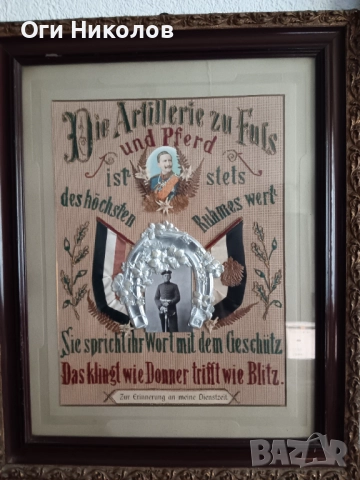 Оги Николов
Die Artillerie zu Fuß
und Pferd
ist stets
des höchsten Ruhmes wert
Sie spricht ihr Wort mit dem Geschütz
Das klingt wie Donner trifft wie Blitz.
Zur Erinnerung an meine Dienstzeit
BAZAR